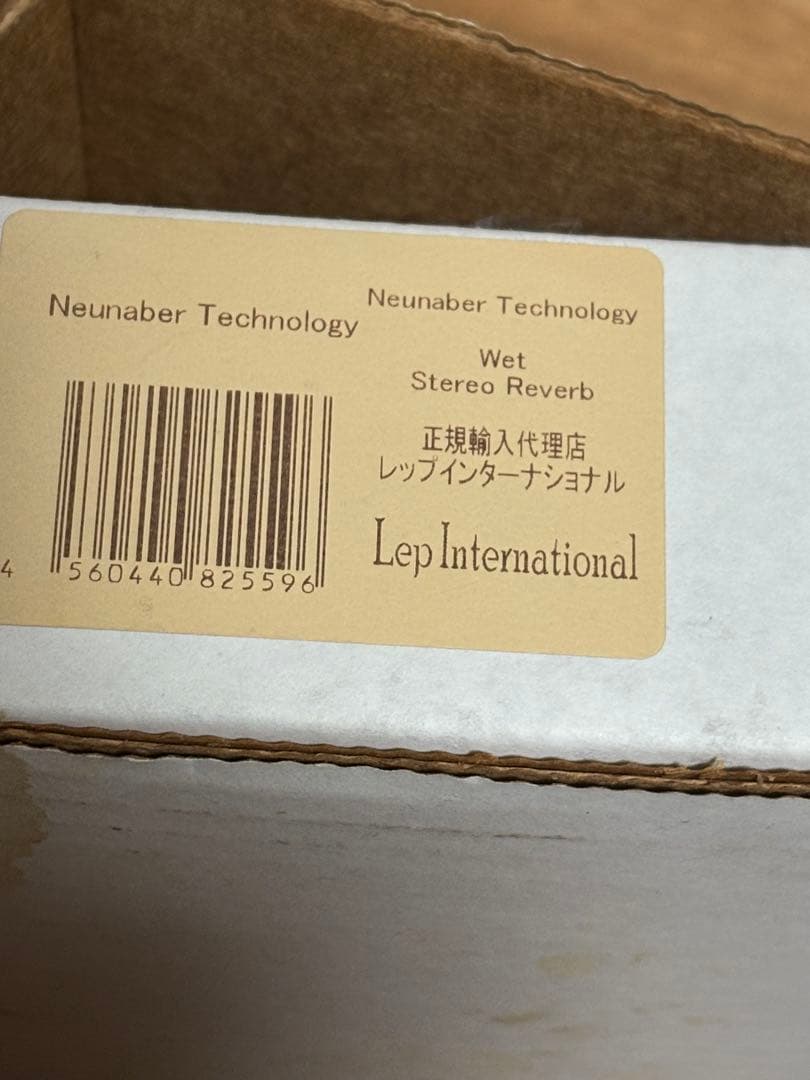 Neunaber Technology
4 560440 825596
Neunaber Technology
Wet
Stereo Reverb
正規輸入代理店
レップインターナショナル
Lep International